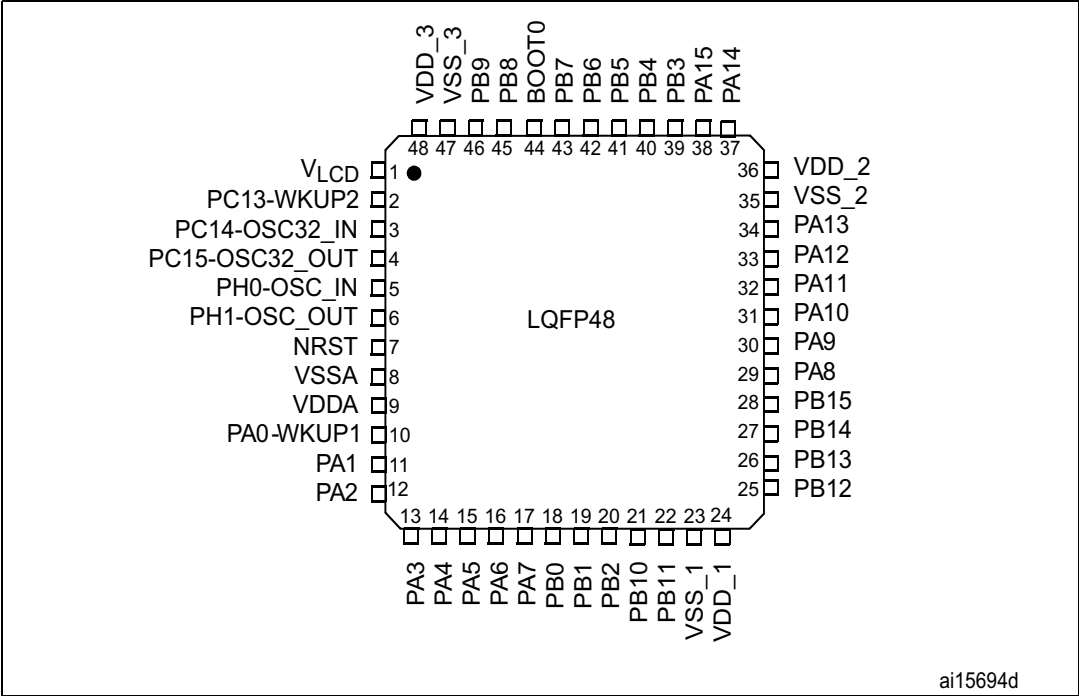 VDD_3
VSS_3
PB9
PB8
BOOT0
PB7
PB6
PB5
PB4
PB3
PA15
PA14
48 47 46 45 44 43 42 41 40 39 38 37
VLCD 1
PC13-WKUP2 2
PC14-OSC32_IN 3
PC15-OSC32_OUT 4
PH0-OSC_IN 5
PH1-OSC_OUT 6
NRST 7
VSSA 8
VDDA 9
PA0-WKUP1 10
PA1 11
PA2 12
LQFP48
36 VDD_2
35 VSS_2
34 PA13
33 PA12
32 PA11
31 PA10
30 PA9
29 PA8
28 PB15
27 PB14
26 PB13
25 PB12
13 14 15 16 17 18 19 20 21 22 23 24
PA3
PA4
PA5
PA6
PA7
PB0
PB1
PB2
PB10
PB11
VSS_1
VDD_1
ai15694d